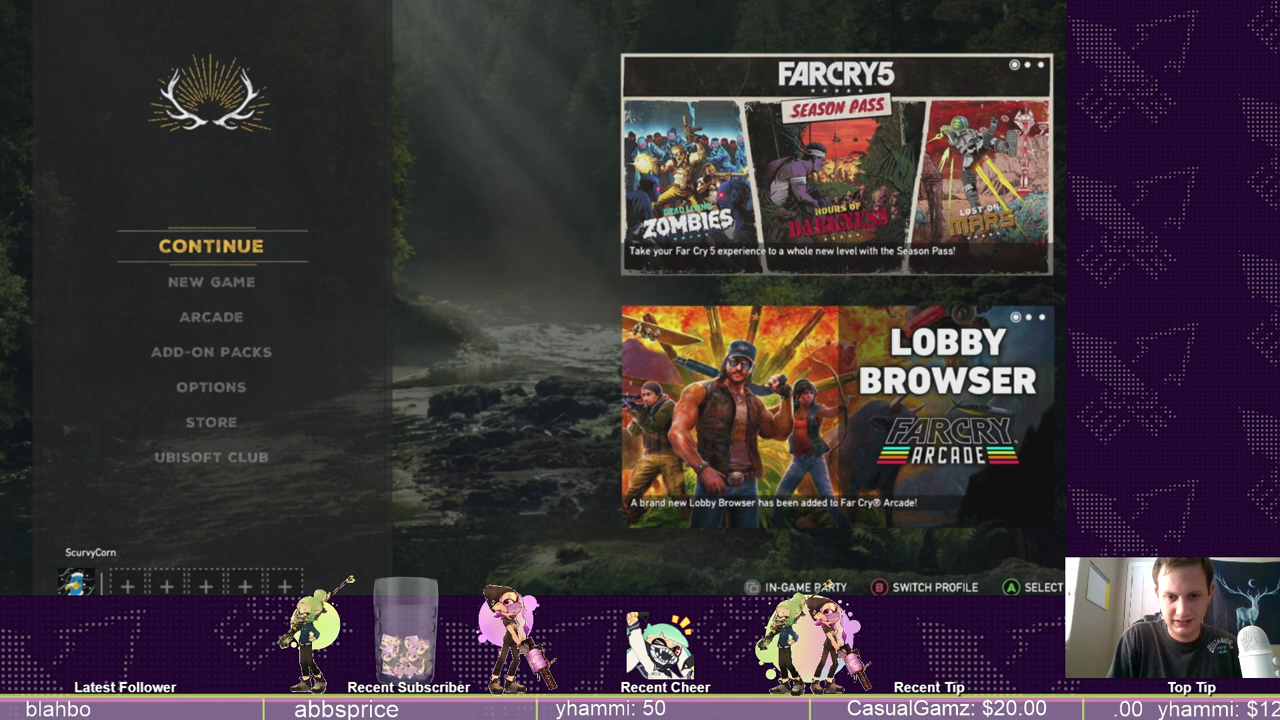 FARCRY5
SEASON PASS
DEAD LIVING
ZOMBIES
HOURS OF
DARKNESS
LOST ON
MARS
Take your Far Cry 5 experience to a whole new level with the Season Pass!
CONTINUE
NEW GAME
ARCADE
ADD-ON PACKS
OPTIONS
STORE
UBISOFT CLUB
LOBBY
BROWSER
FARCRY
ARCADE
A brand new Lobby Browser has been added to Far Cry® Arcade!
ScurvyCorn
IN-GAME PARTY
B SWITCH PROFILE
A SELECT
Latest Follower
Recent Subscriber
Recent Cheer
Recent Tip
Top Tip
blahbo
abbsprice
yhammi: 50
CasualGamz: $20.00
.00 yhammi: $12